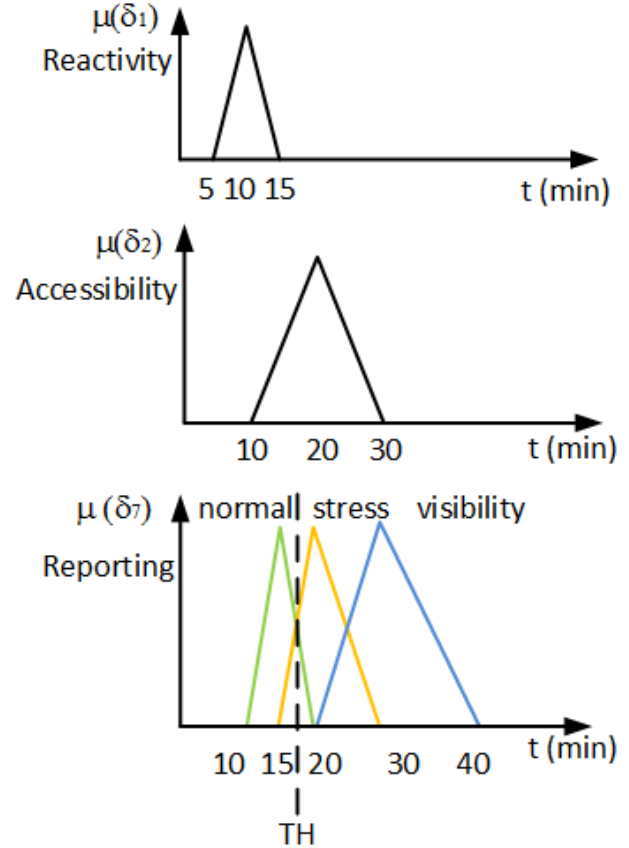 μ(δ1)
Reactivity
5 10 15 t (min)
μ(δ2)
Accessibility
10 20 30 t (min)
μ (δ7) normal stress visibility
Reporting
10 15 20 30 40 t (min)
TH